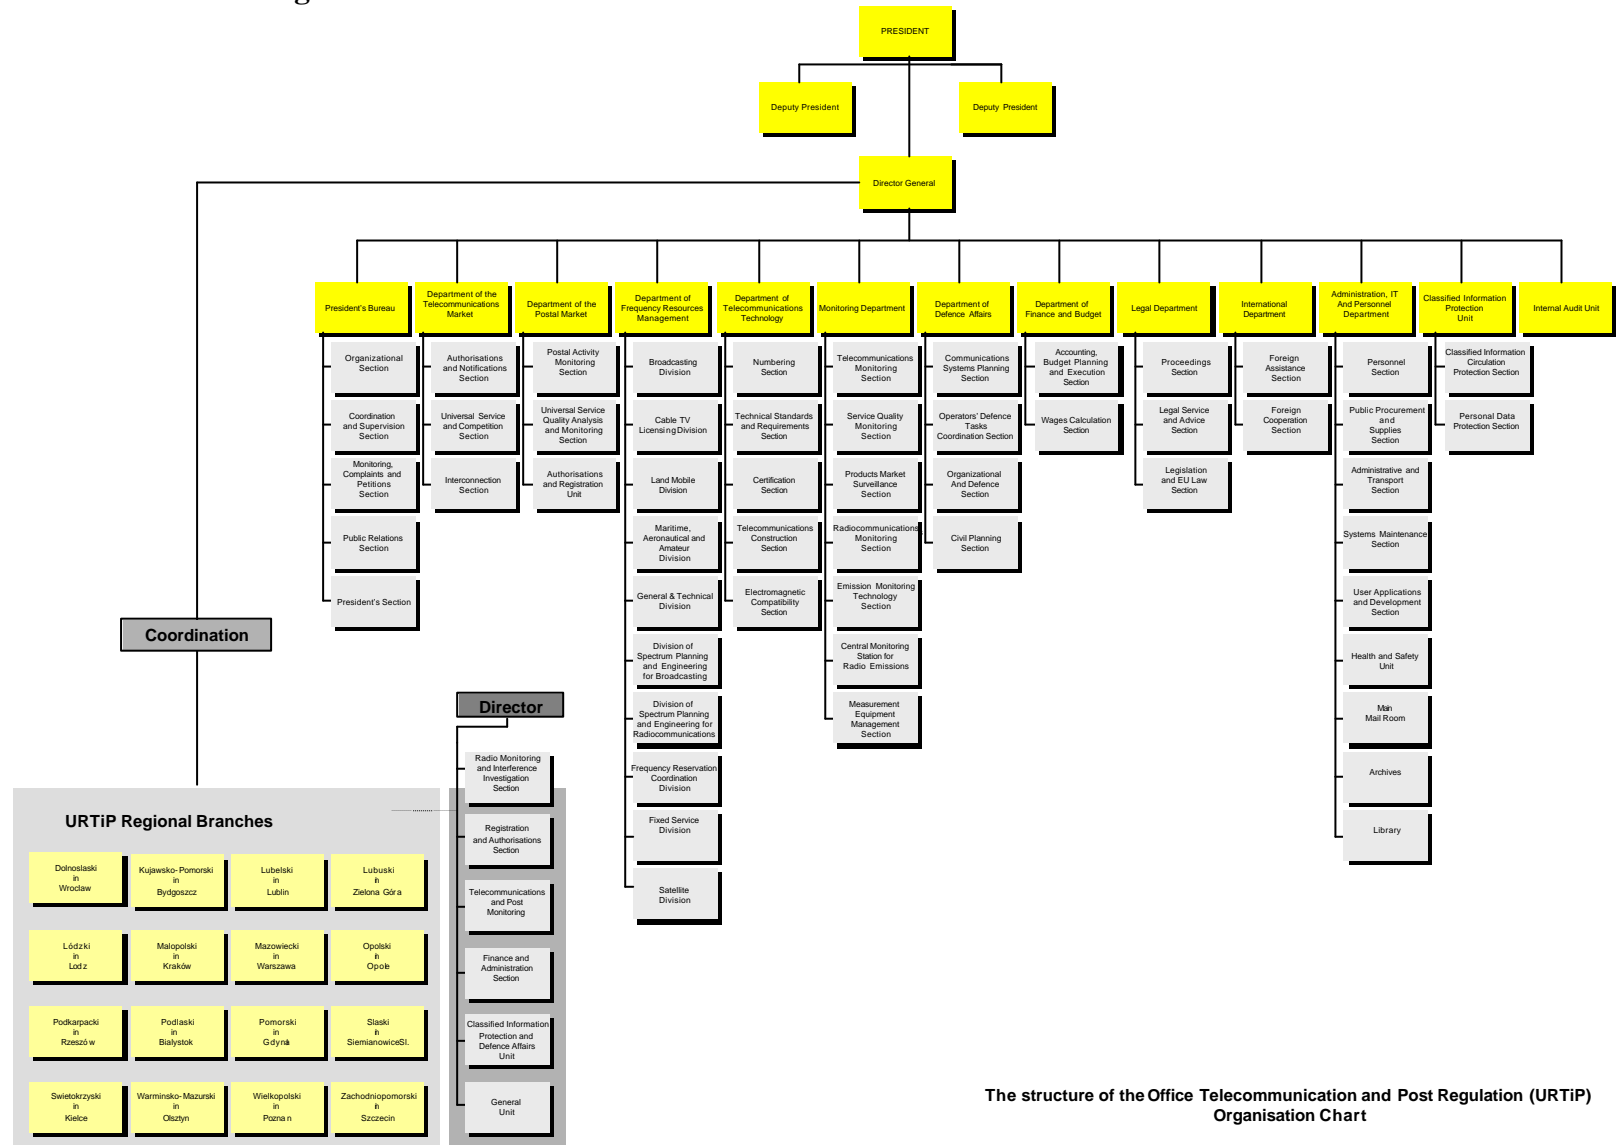 PRESIDENT
Deputy President
Deputy President
Director General
President's Bureau
Department of the
Telecommunications
Market
Department of the
Postal Market
Department of
Frequency Resources
Management
Department of
Telecommunications
Technology
Monitoring Department
Department of
Defence Affairs
Department of
Finance and Budget
Legal Department
International
Department
Administration, IT
And Personnel
Department
Classified Information
Protection
Unit
Internal Audit Unit
Organizational
Section
Coordination
and Supervision
Section
Monitoring,
Complaints and
Petitions
Section
Public Relations
Section
President's Section
Authorisations
and Notifications
Section
Universal Service
and Competition
Section
Interconnection
Section
Postal Activity
Monitoring
Section
Universal Service
Quality Analysis
and Monitoring
Section
Authorisations
and Registration
Unit
Broadcasting
Division
Cable TV
Licensing Division
Land Mobile
Division
Maritime,
Aeronautical and
Amateur
Division
General & Technical
Division
Division of
Spectrum Planning
and Engineering
for Broadcasting
Division of
Spectrum Planning
and Engineering for
Radiocommunications
Frequency Reservation
Coordination
Division
Fixed Service
Division
Satellite
Division
Numbering
Section
Technical Standards
and Requirements
Section
Certification
Section
Telecommunications
Construction
Section
Electromagnetic
Compatibility
Section
Telecommunications
Monitoring
Section
Service Quality
Monitoring
Section
Products Market
Surveillance
Section
Radiocommunications
Monitoring
Section
Emission Monitoring
Technology
Section
Central Monitoring
Station for
Radio Emissions
Measurement
Equipment
Management
Section
Communications
Systems Planning
Section
Operators' Defence
Tasks
Coordination Section
Organizational
And Defence
Section
Civil Planning
Section
Accounting,
Budget Planning
and Execution
Section
Wages Calculation
Section
Proceedings
Section
Legal Service
and Advice
Section
Legislation
and EU Law
Section
Foreign
Assistance
Section
Foreign
Cooperation
Section
Personnel
Section
Public Procurement
and
Supplies
Section
Administrative and
Transport
Section
Systems Maintenance
Section
User Applications
and Development
Section
Health and Safety
Unit
Main
Mail Room
Archives
Library
Classified Information
Circulation
Protection Section
Personal Data
Protection Section
Coordination
Director
Radio Monitoring
and Interference
Investigation
Section
Registration
and Authorisations
Section
Telecommunications
and Post
Monitoring
Finance and
Administration
Section
Classified Information
Protection and
Defence Affairs
Unit
General
Unit
URTiP Regional Branches
Dolnoslaski
in
Wroclaw
Kujawsko-Pomorski
in
Bydgoszcz
Lubelski
in
Lublin
Lubuski
in
Zielona Góra
Lódzki
in
Lodz
Malopolski
in
Kraków
Mazowiecki
in
Warszawa
Opolski
in
Opole
Podkarpacki
in
Rzeszów
Podlaski
in
Bialystok
Pomorski
in
Gdynia
Slaski
in
Siemianowice Sl.
Swietokrzyski
in
Kielce
Warminsko-Mazurski
in
Olsztyn
Wielkopolski
in
Poznan
Zachodniopomorski
in
Szczecin
The structure of the Office Telecommunication and Post Regulation (URTiP)
Organisation Chart